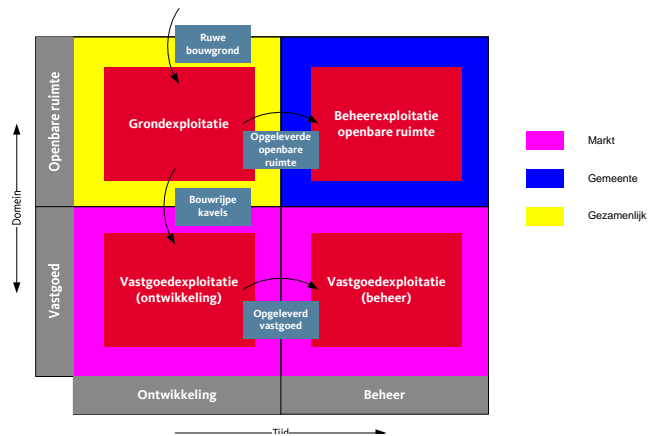 Ruwe
bouwgrond
Openbare ruimte
Grondexploitatie
Beheerexploitatie
openbare ruimte
Opgeleverde
openbare
ruimte
Markt
Gemeente
Gezamenlijk
Domein
Bouwrijpe
kavels
Vastgoed
Vastgoedexploitatie
(ontwikkeling)
Vastgoedexploitatie
(beheer)
Opgeleverd
vastgoed
Ontwikkeling
Beheer
Tijd